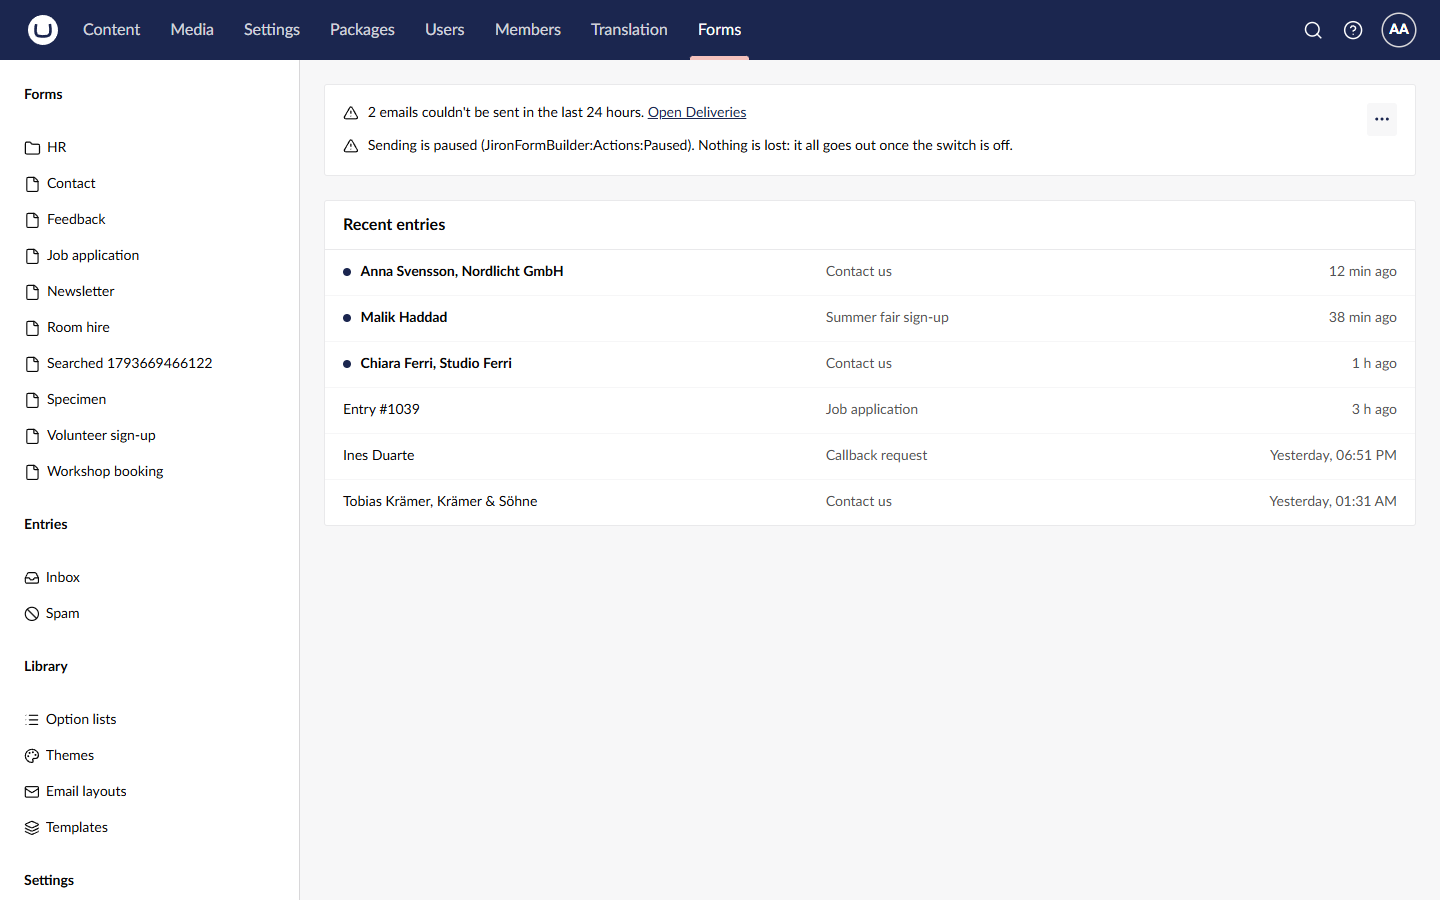 Content Media Settings Packages Users Members Translation Forms AA
Forms
HR
Contact
Feedback
Job application
Newsletter
Room hire
Searched 1793669466122
Specimen
Volunteer sign-up
Workshop booking
Entries
Inbox
Spam
Library
Option lists
Themes
Email layouts
Templates
Settings
2 emails couldn't be sent in the last 24 hours. Open Deliveries
Sending is paused (JironFormBuilder:Actions:Paused). Nothing is lost: it all goes out once the switch is off.
Recent entries
Anna Svensson, Nordlicht GmbH Contact us 12 min ago
Malik Haddad Summer fair sign-up 38 min ago
Chiara Ferri, Studio Ferri Contact us 1 h ago
Entry #1039 Job application 3 h ago
Ines Duarte Callback request Yesterday, 06:51 PM
Tobias Krämer, Krämer & Söhne Contact us Yesterday, 01:31 AM